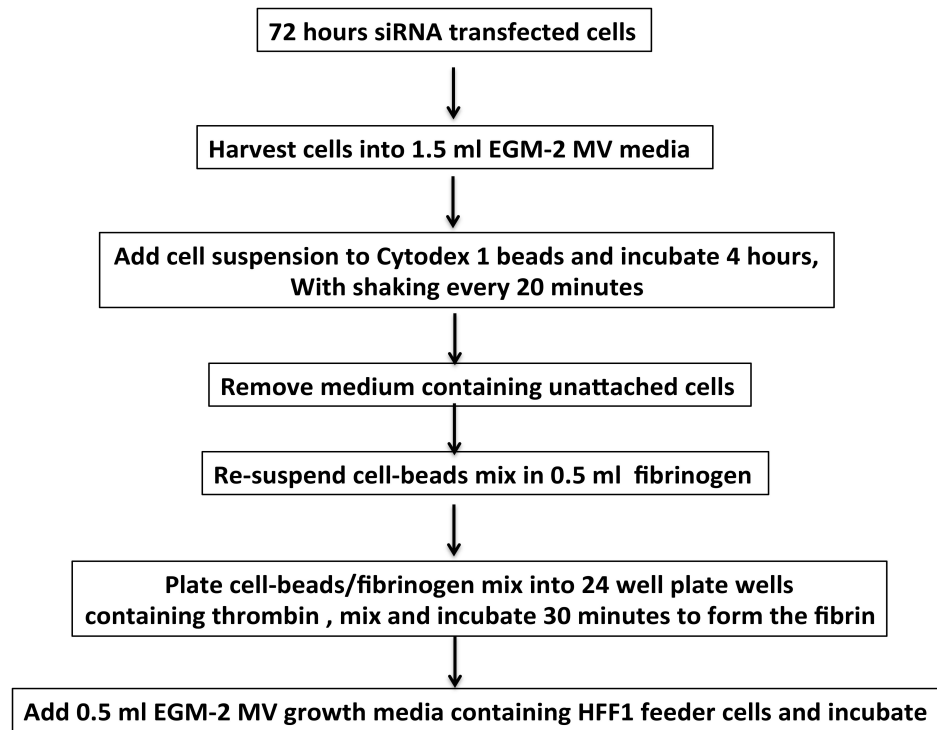 72 hours siRNA transfected cells
Harvest cells into 1.5 ml EGM-2 MV media
Add cell suspension to Cytodex 1 beads and incubate 4 hours,
With shaking every 20 minutes
Remove medium containing unattached cells
Re-suspend cell-beads mix in 0.5 ml fibrinogen
Plate cell-beads/fibrinogen mix into 24 well plate wells
containing thrombin , mix and incubate 30 minutes to form the fibrin
Add 0.5 ml EGM-2 MV growth media containing HFF1 feeder cells and incubate